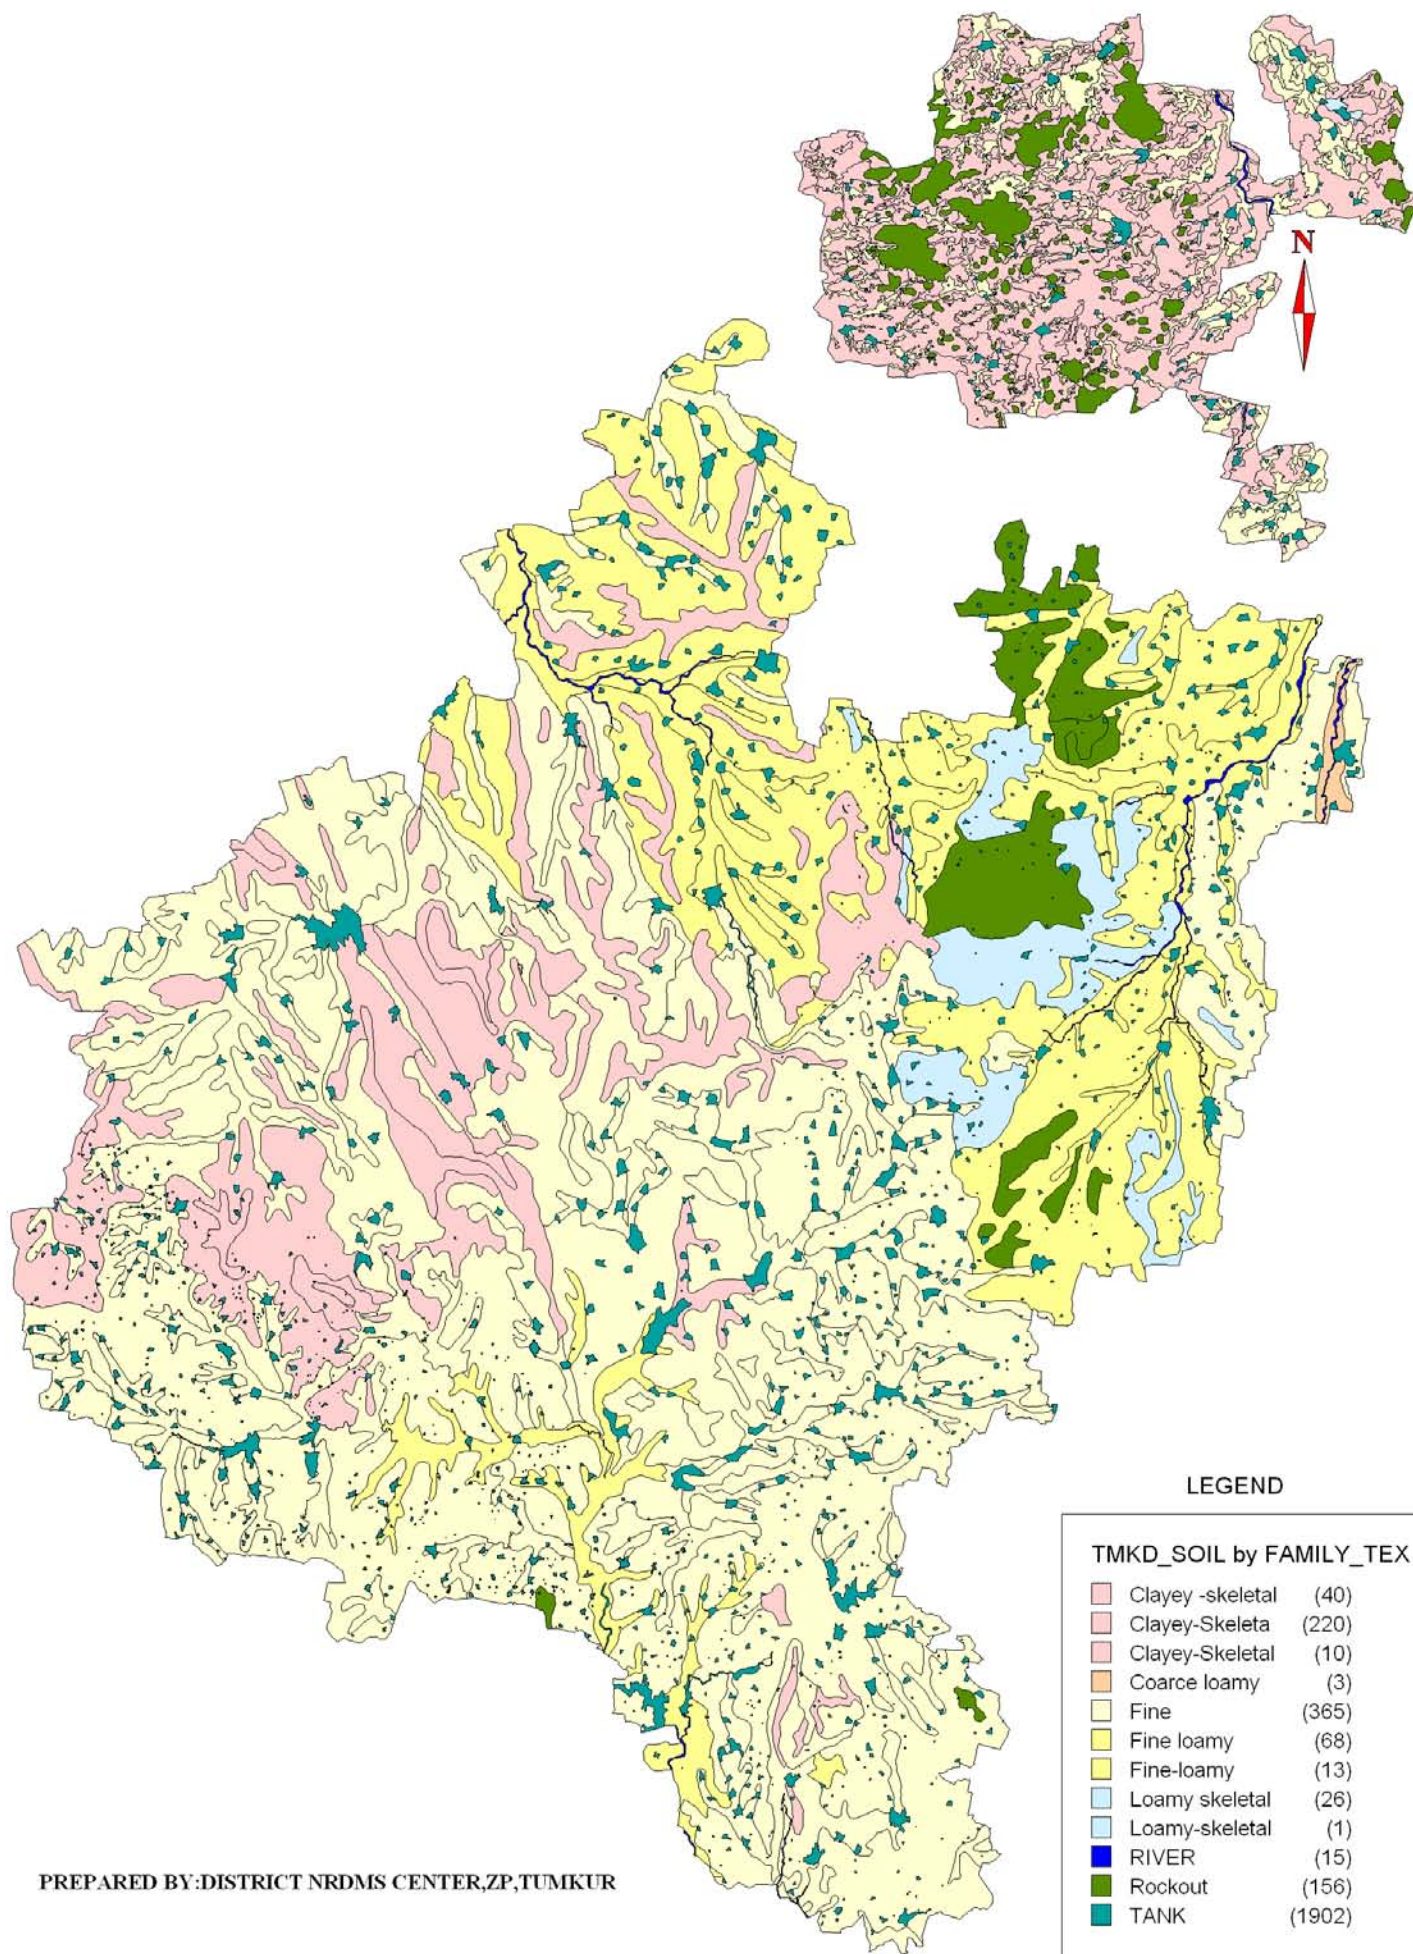 N
LEGEND
TMKD_SOIL by FAMILY_TEX
Clayey -skeletal (40)
Clayey-Skeleta (220)
Clayey-Skeletal (10)
Coarce loamy (3)
Fine (365)
Fine loamy (68)
Fine-loamy (13)
Loamy skeletal (26)
Loamy-skeletal (1)
RIVER (15)
Rockout (156)
TANK (1902)
PREPARED BY:DISTRICT NRDMS CENTER,ZP,TUMKUR